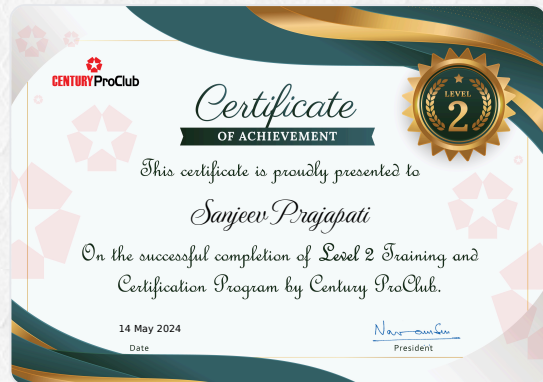 CENTURY ProClub
Certificate
OF ACHIEVEMENT
LEVEL
2
This certificate is proudly presented to
Sanjeev Prajapati
On the successful completion of Level 2 Training and
Certification Program by Century ProClub.
14 May 2024
Date
President